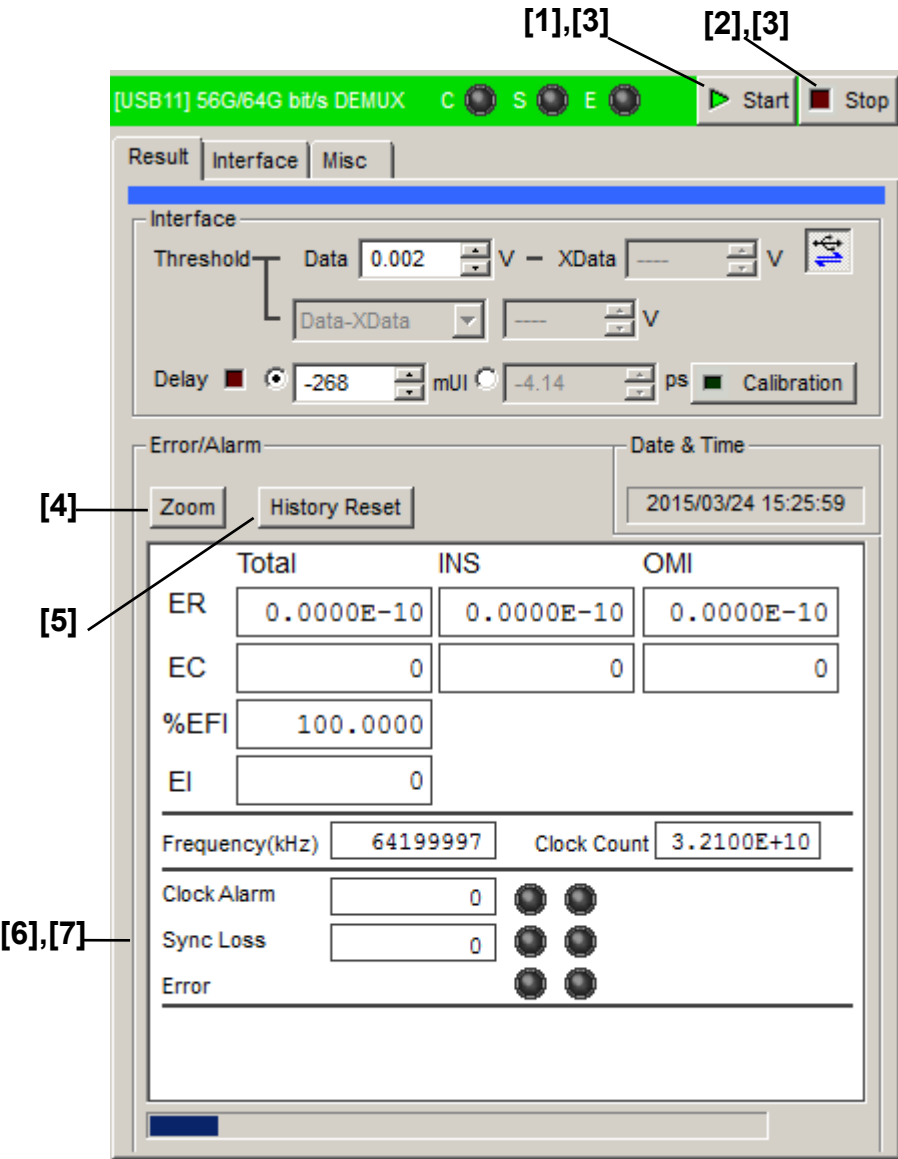 [1],[3] [2],[3]
[USB11] 56G/64G bit/s DEMUX C S E Start Stop
Result Interface Misc
Interface
Threshold Data 0.002 V – XData ---- V
Data-XData ---- V
Delay -268 mUI -4.14 ps Calibration
Error/Alarm Date & Time
[4] Zoom History Reset 2015/03/24 15:25:59
Total INS OMI
ER 0.0000E-10 0.0000E-10 0.0000E-10
[5]
EC 0 0 0
%EFI 100.0000
EI 0
Frequency(kHz) 64199997 Clock Count 3.2100E+10
Clock Alarm 0
[6],[7] Sync Loss 0
Error